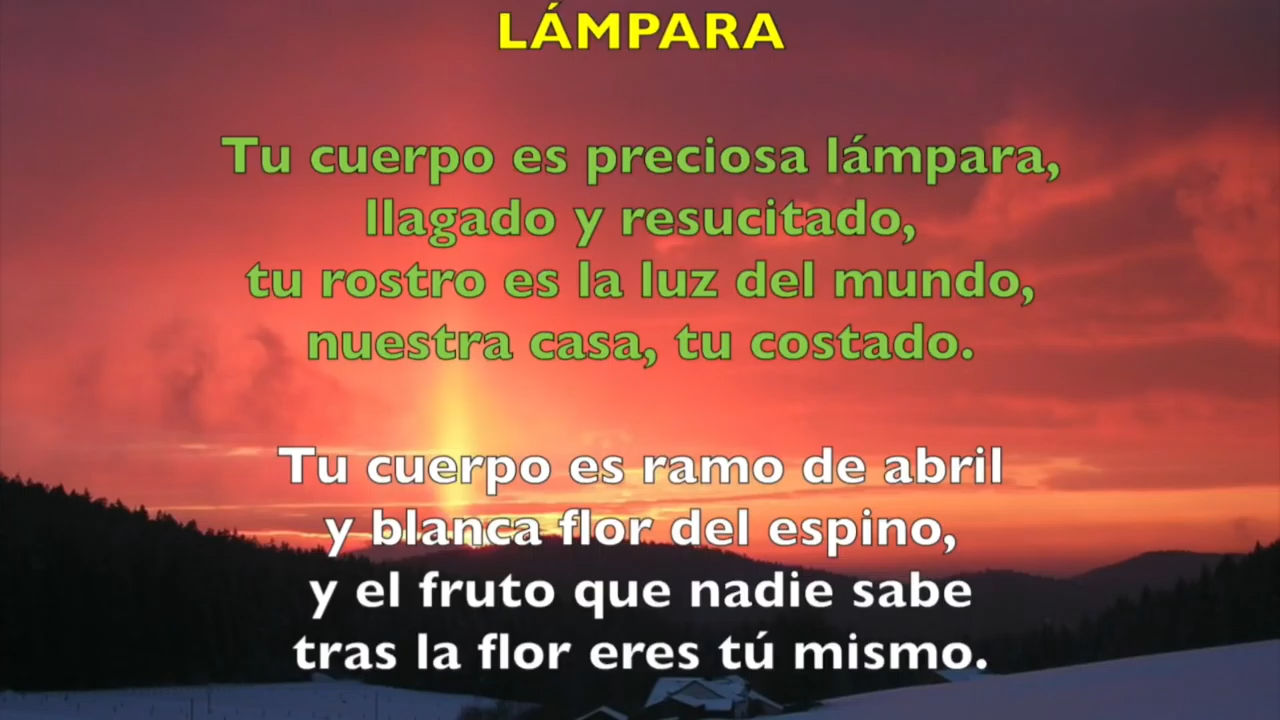 LÁMPARA
Tu cuerpo es preciosa lámpara,
llagado y resucitado,
tu rostro es la luz del mundo,
nuestra casa, tu costado.
Tu cuerpo es ramo de abril
y blanca flor del espino,
y el fruto que nadie sabe
tras la flor eres tú mismo.